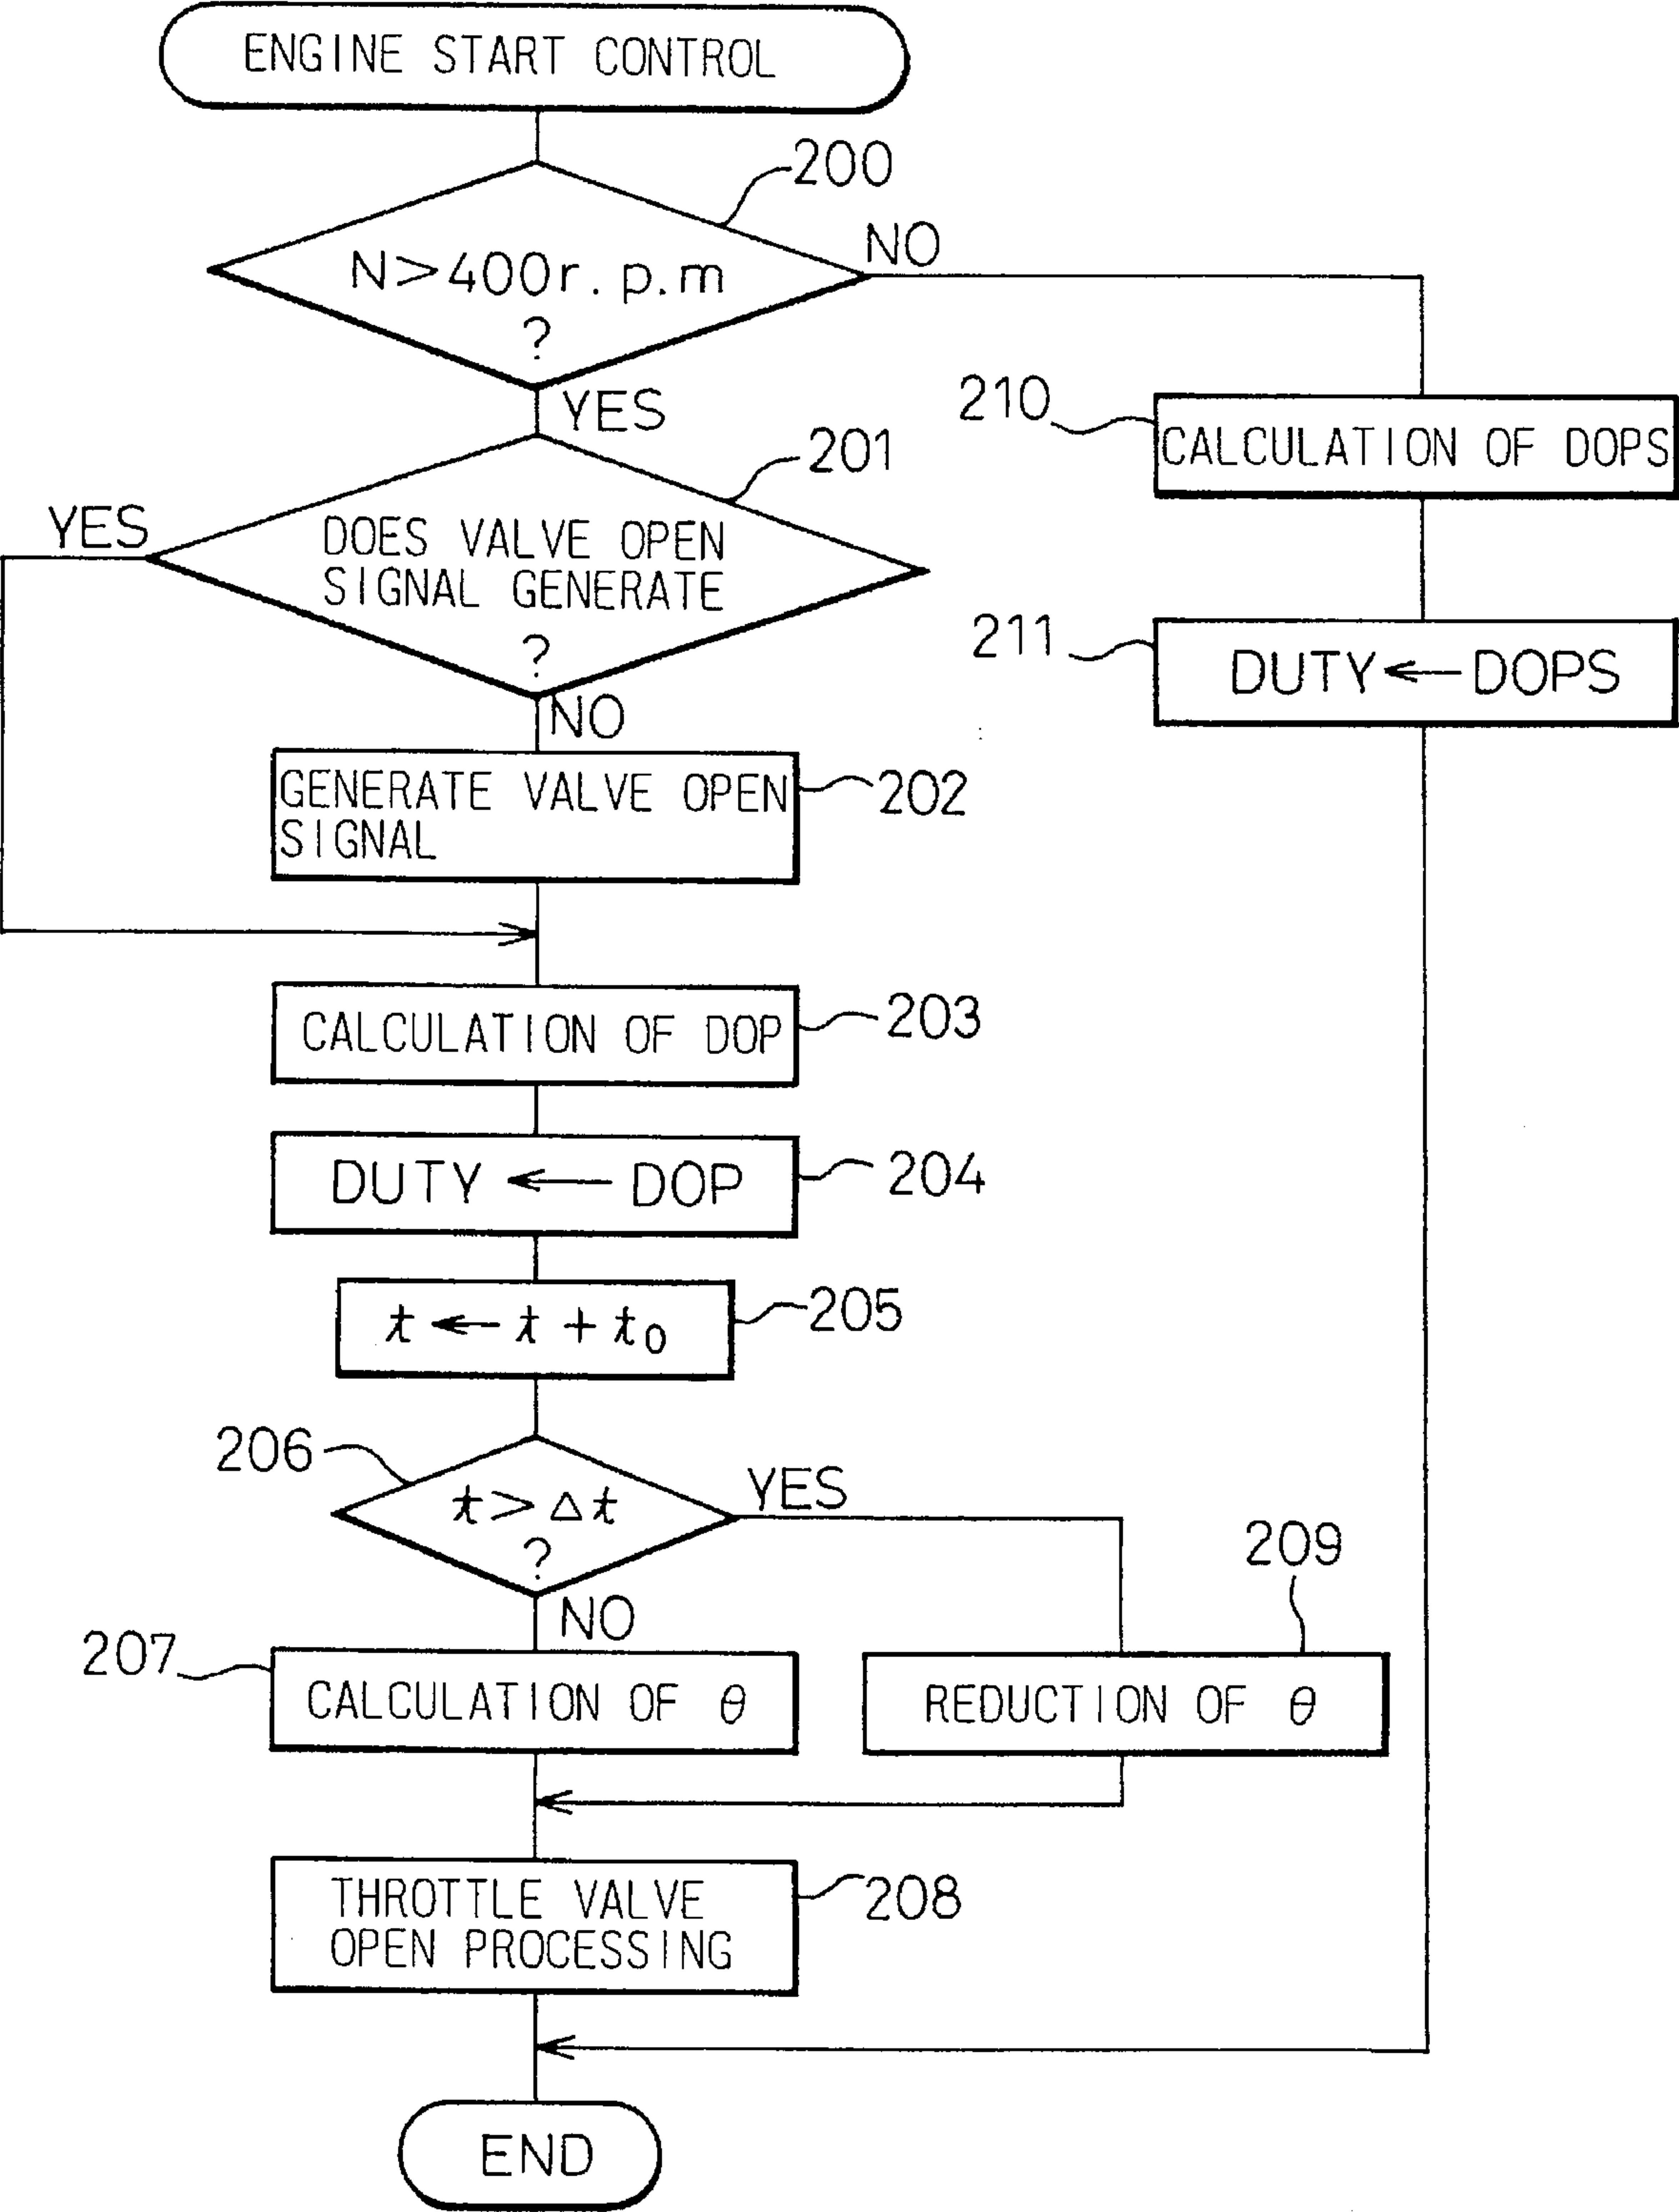 ENGINE START CONTROL
200
N>400r.p.m
?
NO
YES
210
CALCULATION OF DOPS
201
YES
DOES VALVE OPEN
SIGNAL GENERATE
?
NO
211
DUTY ← DOPS
GENERATE VALVE OPEN
SIGNAL
202
CALCULATION OF DOP
203
DUTY ← DOP
204
t ← t + t₀
205
206
t > Δt
?
YES
NO
209
207
CALCULATION OF θ
REDUCTION OF θ
THROTTLE VALVE
OPEN PROCESSING
208
END